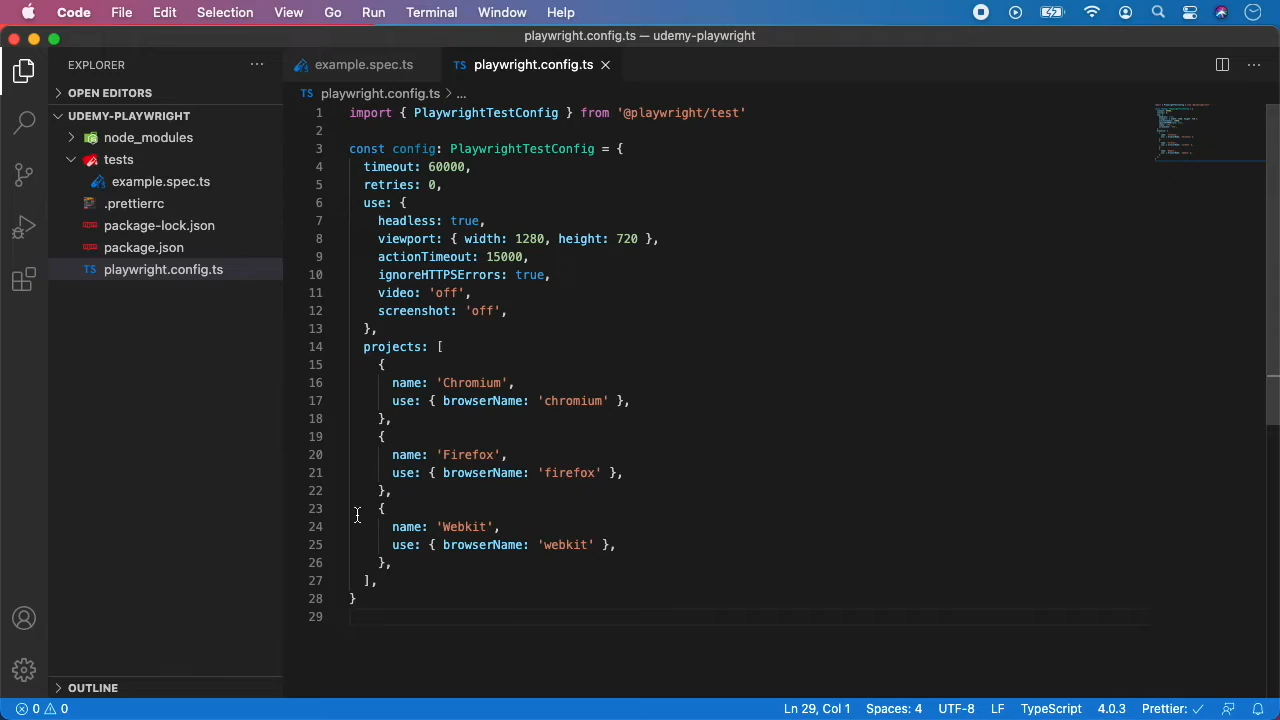 Code File Edit Selection View Go Run Terminal Window Help
playwright.config.ts — udemy-playwright
EXPLORER
OPEN EDITORS
UDEMY-PLAYWRIGHT
node_modules
tests
example.spec.ts
.prettierrc
package-lock.json
package.json
TS playwright.config.ts
OUTLINE
example.spec.ts TS playwright.config.ts
TS playwright.config.ts > ...
1 import { PlaywrightTestConfig } from '@playwright/test'
2
3 const config: PlaywrightTestConfig = {
4 timeout: 60000,
5 retries: 0,
6 use: {
7 headless: true,
8 viewport: { width: 1280, height: 720 },
9 actionTimeout: 15000,
10 ignoreHTTPSErrors: true,
11 video: 'off',
12 screenshot: 'off',
13 },
14 projects: [
15 {
16 name: 'Chromium',
17 use: { browserName: 'chromium' },
18 },
19 {
20 name: 'Firefox',
21 use: { browserName: 'firefox' },
22 },
23 {
24 name: 'Webkit',
25 use: { browserName: 'webkit' },
26 },
27 ],
28 }
29
0 0 Ln 29, Col 1 Spaces: 4 UTF-8 LF TypeScript 4.0.3 Prettier: ✓